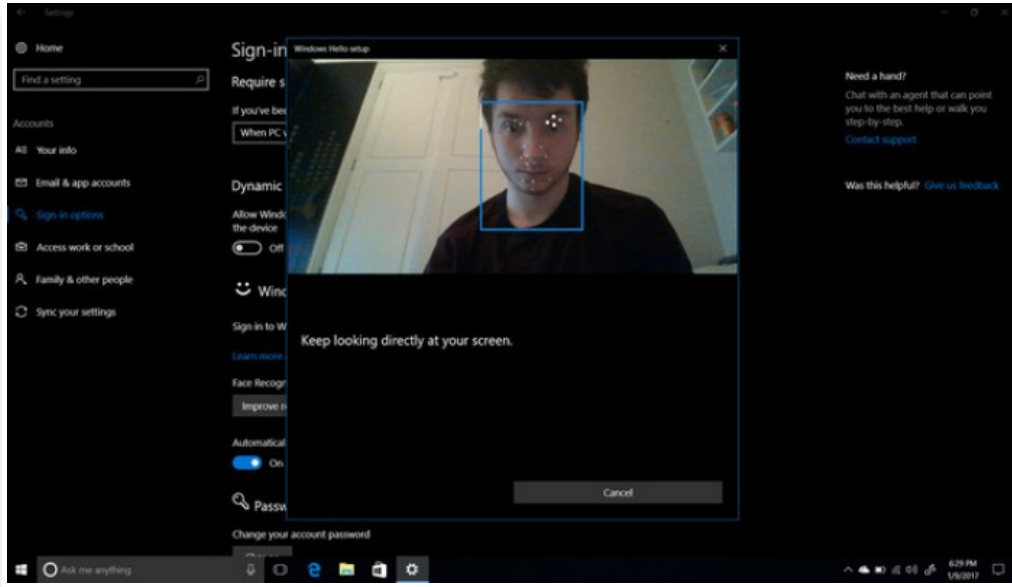 Settings
Home
Find a setting
Accounts
Your info
Email & app accounts
Sign-in options
Access work or school
Family & other people
Sync your settings
Sign-in
Require s
If you've bee
When PC
Dynamic
Allow Windo
the device
Off
Wind
Sign in to W
Learn more
Face Recogn
Improve r
Automatical
On
Passw
Change your account password
Windows Hello setup
Keep looking directly at your screen.
Cancel
Need a hand?
Chat with an agent that can point
you to the best help or walk you
step-by-step.
Contact support
Was this helpful? Give us feedback
Ask me anything
6:29 PM
1/9/2017